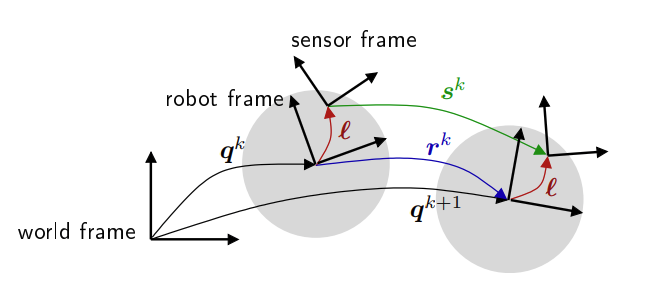 sensor frame
robot frame
s^k
ℓ
q^k
r^k
ℓ
q^{k+1}
world frame